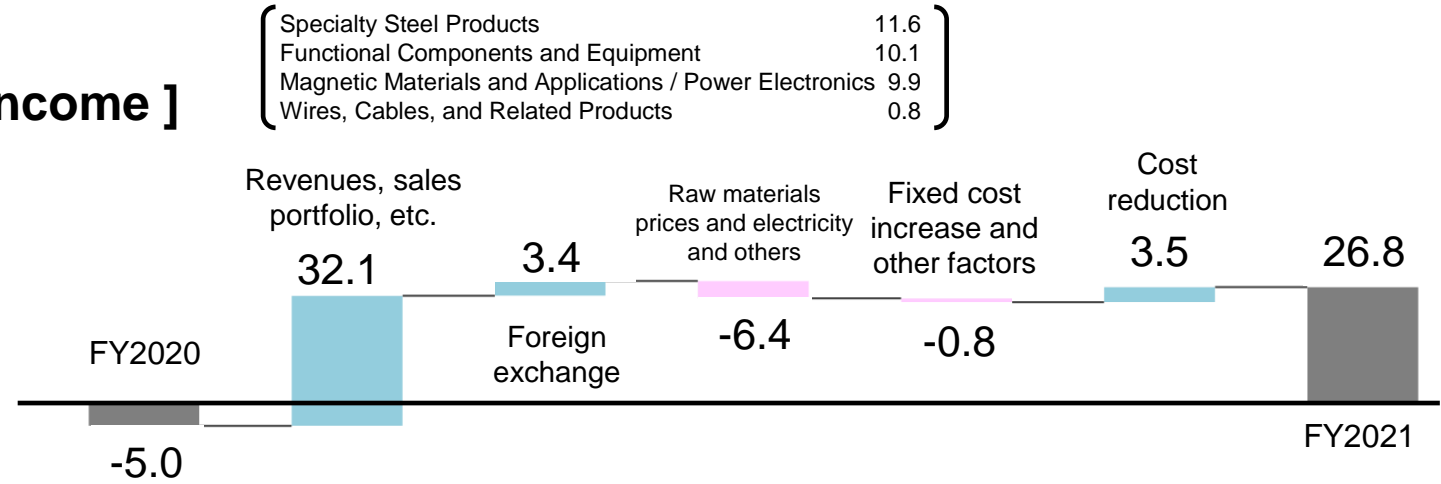 Specialty Steel Products 11.6
Functional Components and Equipment 10.1
Magnetic Materials and Applications / Power Electronics 9.9
Wires, Cables, and Related Products 0.8
ncome ]
Revenues, sales
portfolio, etc.
32.1
3.4
Foreign
exchange
Raw materials
prices and electricity
and others
-6.4
Fixed cost
increase and
other factors
-0.8
Cost
reduction
3.5
26.8
FY2020
-5.0
FY2021